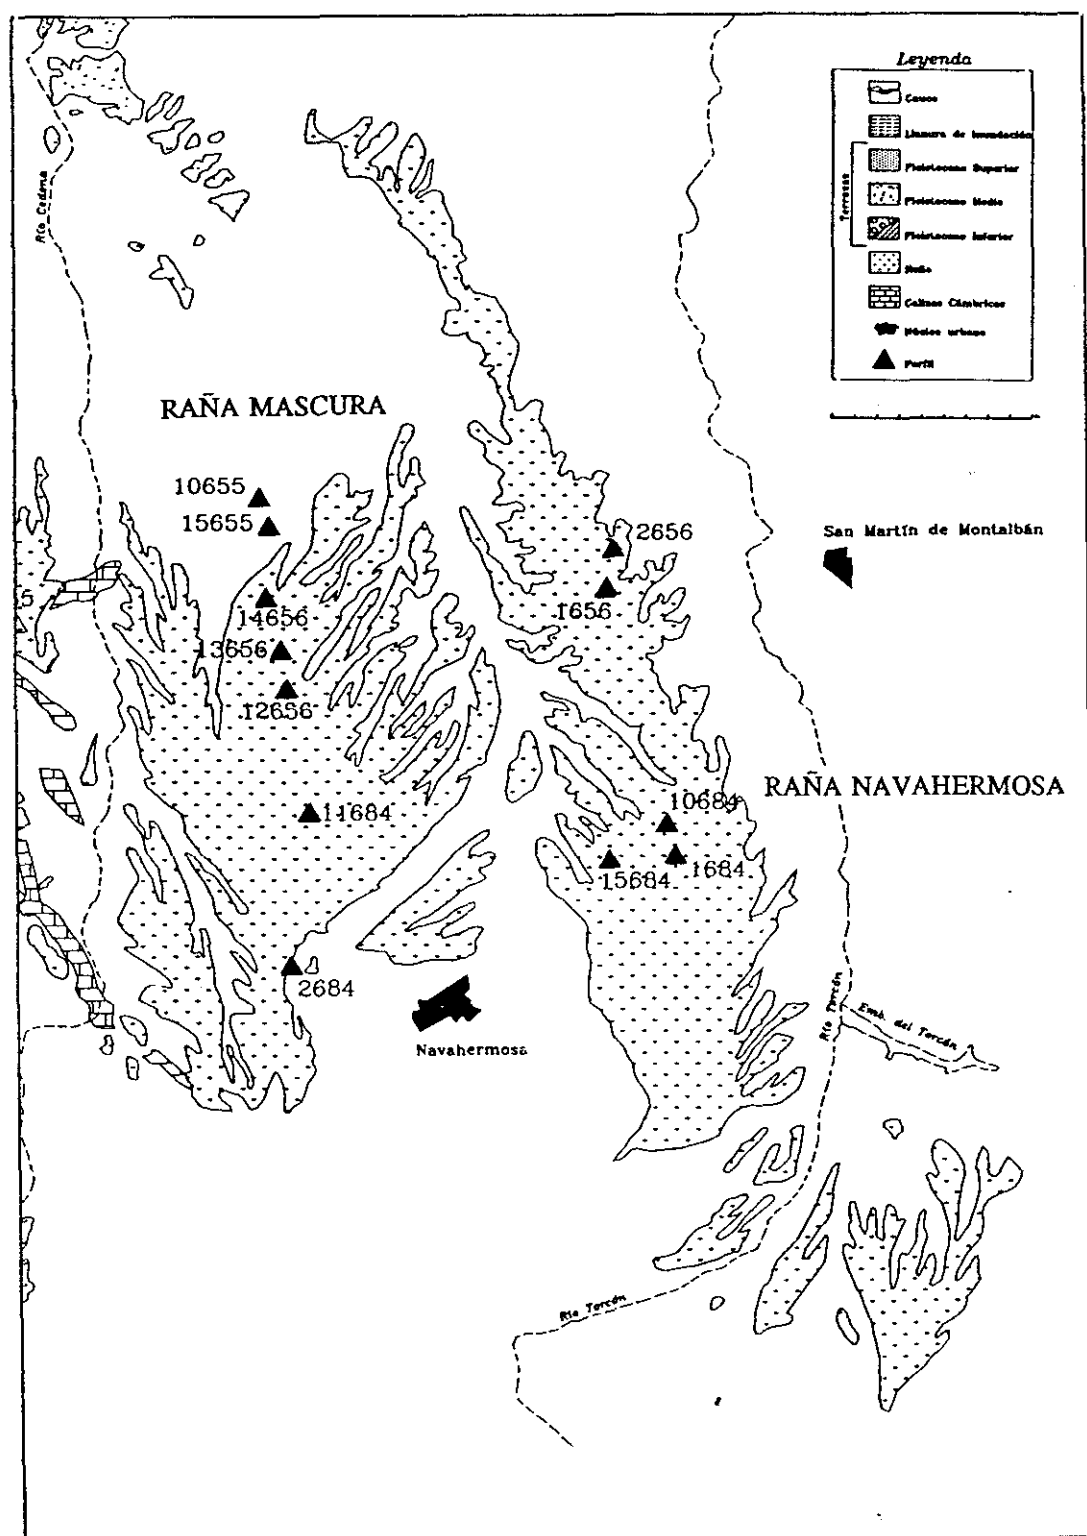 Leyenda
Cauce
Llanura de inundación
Terrazas
Pleistoceno Superior
Pleistoceno Medio
Pleistoceno Inferior
Raña
Calizas Cámbricas
Núcleo urbano
Perfil
Río Cedena
RAÑA MASCURA
10655
15655
San Martín de Montalbán
2656
1656
14656
13656
12656
RAÑA NAVAHERMOSA
10684
11684
1684
15684
2684
Navahermosa
Río Torcón
Emb. del Torcón
Río Torcón